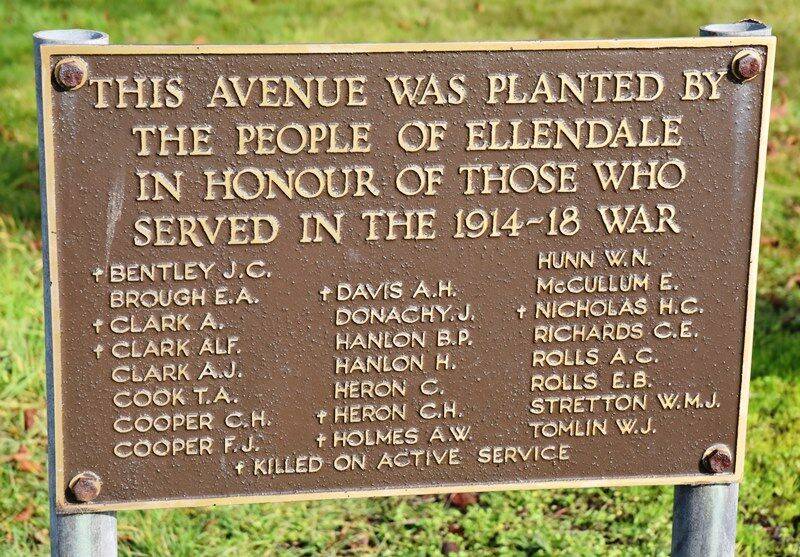 THIS AVENUE WAS PLANTED BY
THE PEOPLE OF ELLENDALE
IN HONOUR OF THOSE WHO
SERVED IN THE 1914~18 WAR
† BENTLEY J.C.
BROUGH E.A.
† CLARK A.
† CLARK ALF.
CLARK A.J.
COOK T.A.
COOPER C.H.
COOPER F.J.
† DAVIS A.H.
DONACHY. J.
HANLON B.P.
HANLON H.
HERON C.
† HERON C.H.
† HOLMES A.W.
HUNN W.N.
McCULLUM E.
† NICHOLAS H.C.
RICHARDS C.E.
ROLLS A.C.
ROLLS E.B.
STRETTON W.M.J.
TOMLIN W.J.
† KILLED ON ACTIVE SERVICE